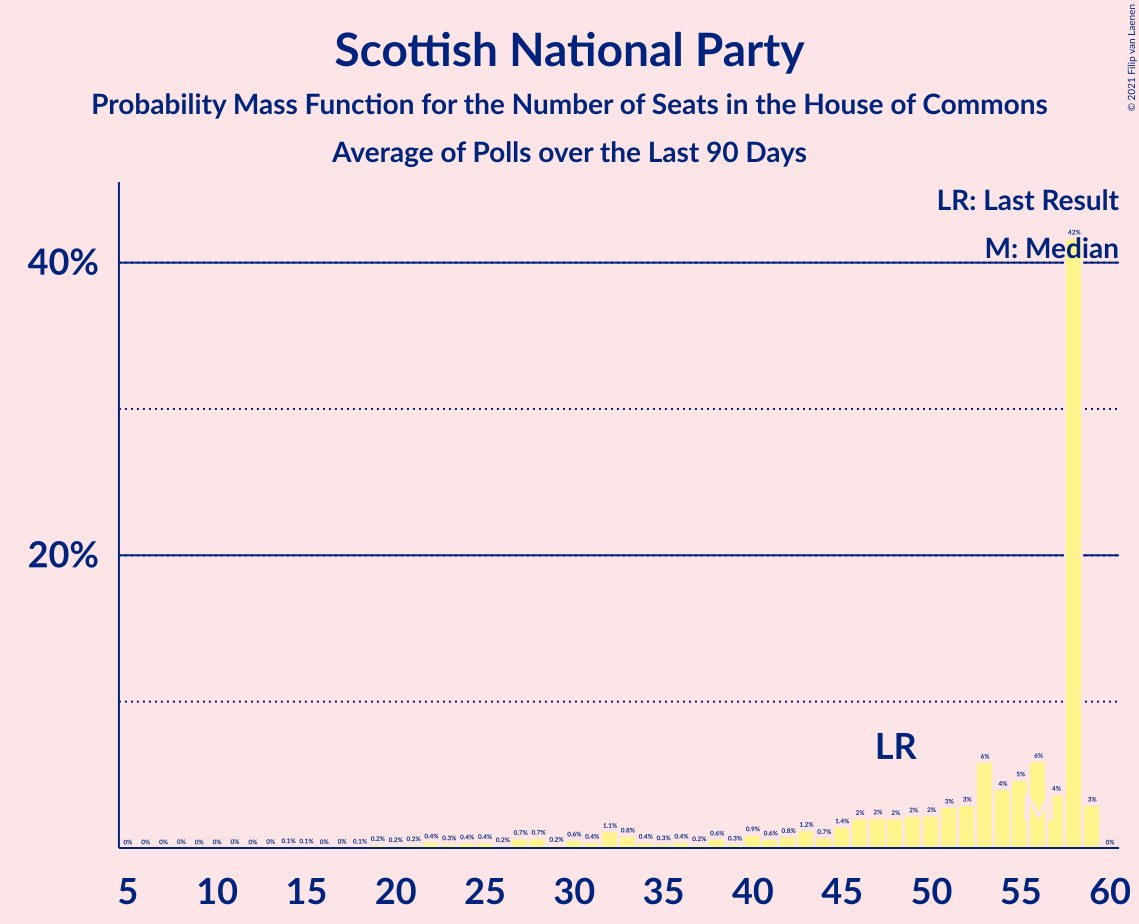 Scottish National Party
Probability Mass Function for the Number of Seats in the House of Commons
Average of Polls over the Last 90 Days
© 2021 Filip van Laenen
LR: Last Result
M: Median
40%
20%
LR
M
0% 0% 0% 0% 0% 0% 0% 0% 0% 0.1% 0.1% 0% 0% 0.1% 0.2% 0.2% 0.2% 0.4% 0.3% 0.4% 0.4% 0.2% 0.7% 0.7% 0.2% 0.6% 0.4% 1.1% 0.8% 0.4% 0.3% 0.4% 0.2% 0.6% 0.3% 0.9% 0.6% 0.8% 1.2% 0.7% 1.4% 2% 2% 2% 2% 2% 3% 3% 6% 4% 5% 6% 4% 42% 3% 0%
5 10 15 20 25 30 35 40 45 50 55 60